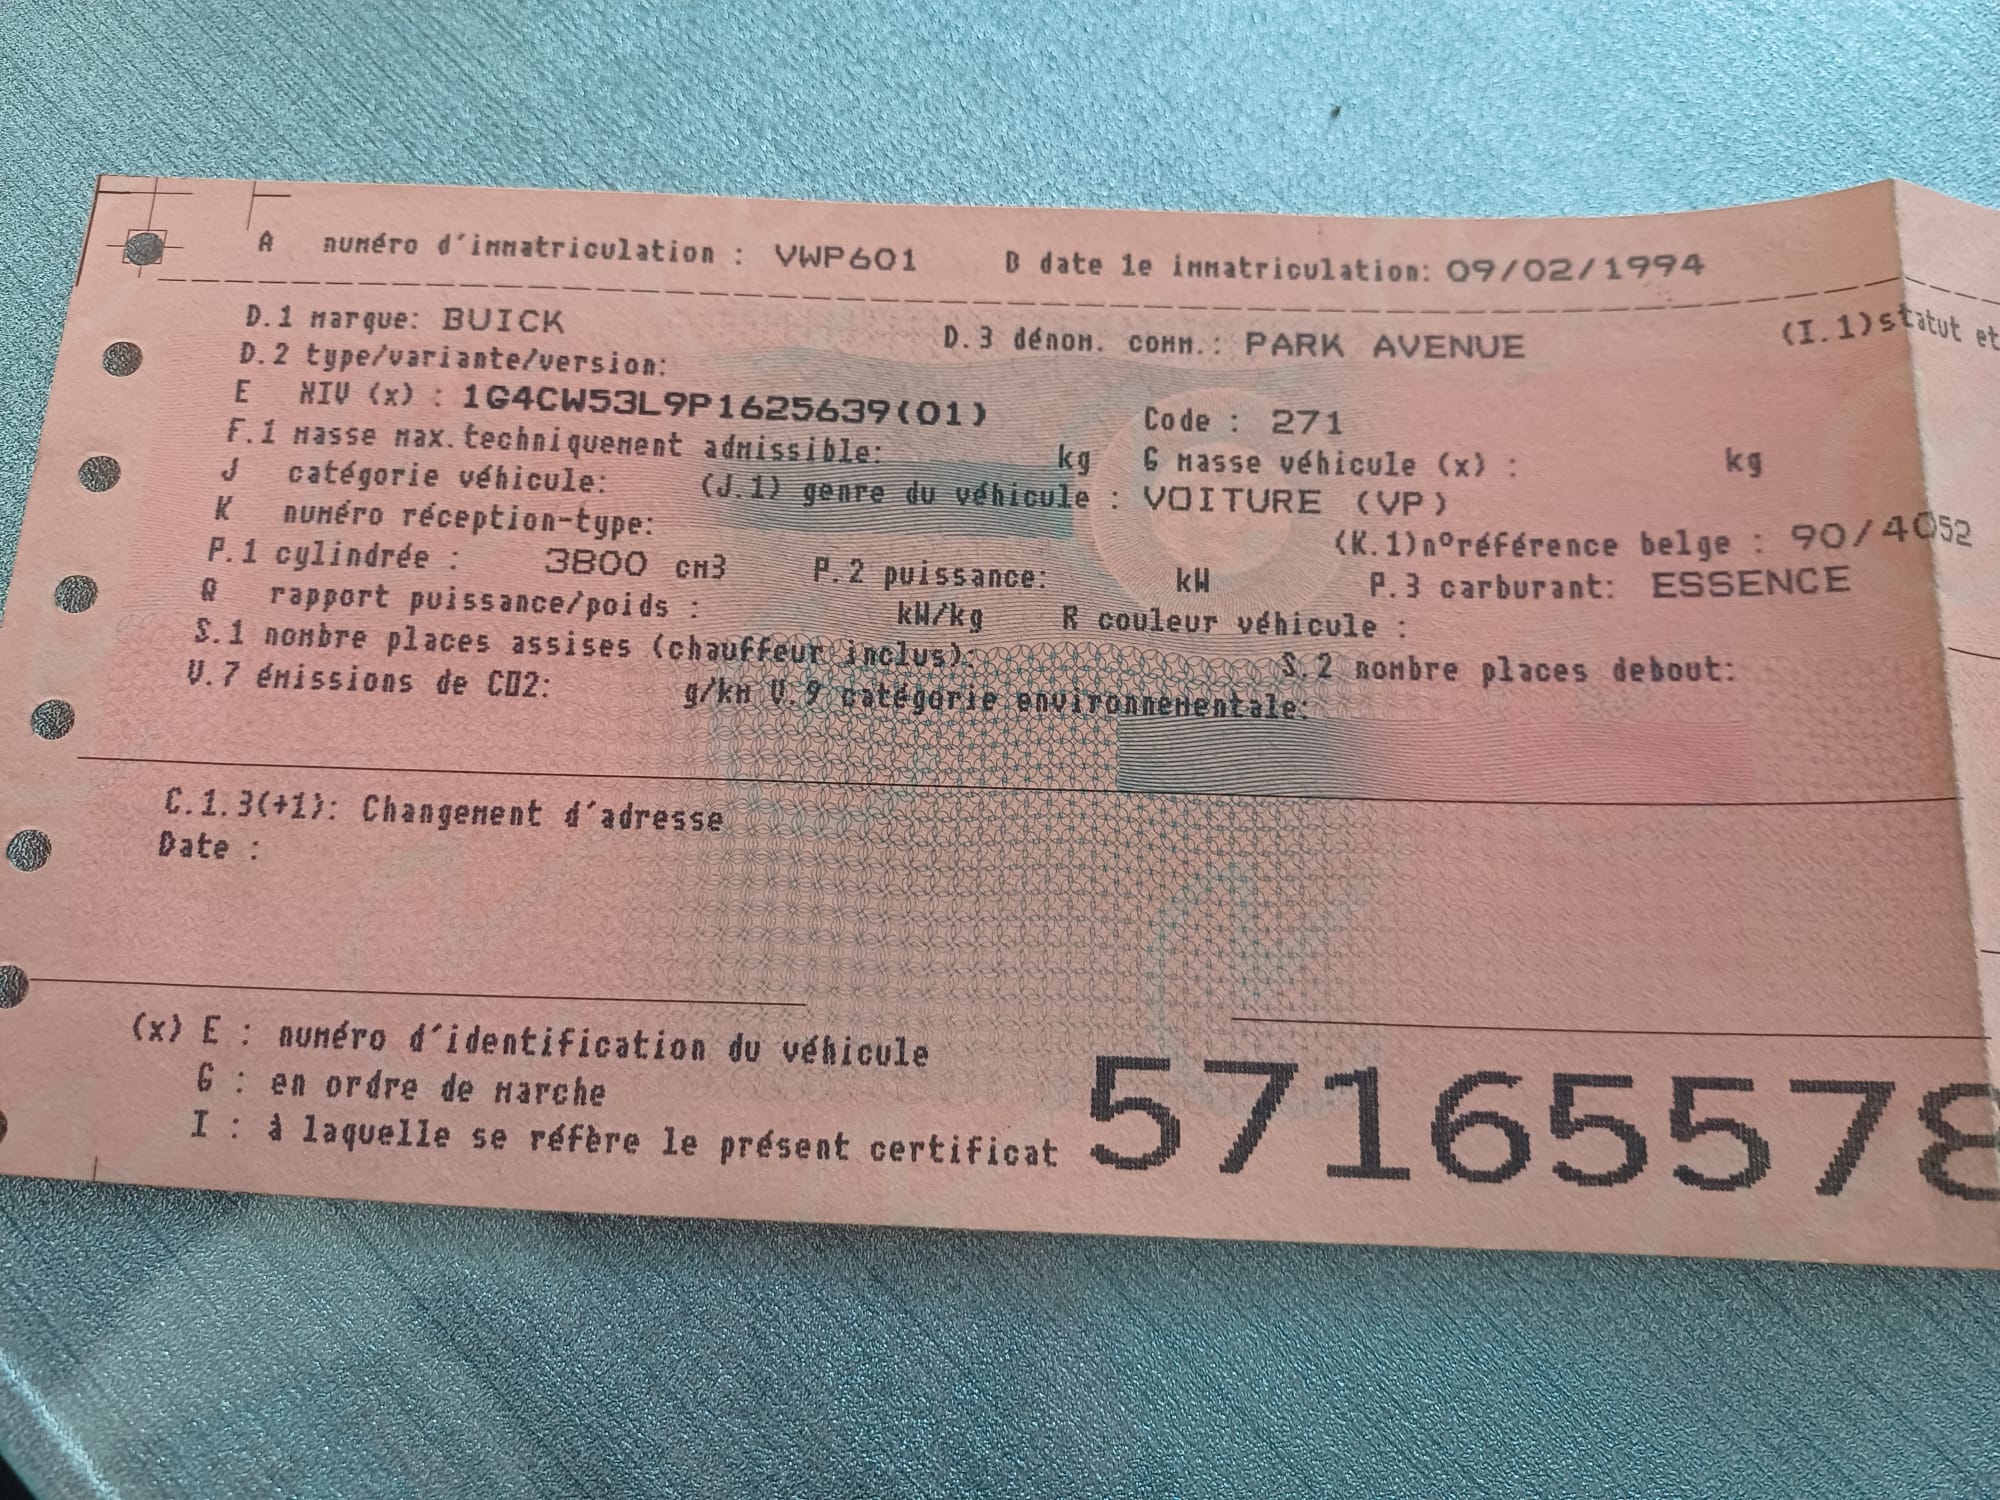 A numéro d'immatriculation : VWP601 B date 1e immatriculation: 09/02/1994
D.1 marque: BUICK D.3 dénom. comm.: PARK AVENUE (I.1)statut et
D.2 type/variante/version:
E NIV (x) : 1G4CW53L9P1625639(01) Code : 271
F.1 masse max.techniquement admissible: kg G masse véhicule (x) : kg
J catégorie véhicule: (J.1) genre du véhicule : VOITURE (VP)
K numéro réception-type: (K.1)n°référence belge : 90/4052
P.1 cylindrée : 3800 cm3 P.2 puissance: kW P.3 carburant: ESSENCE
Q rapport puissance/poids : kW/kg R couleur véhicule :
S.1 nombre places assises (chauffeur inclus): S.2 nombre places debout:
V.7 émissions de CO2: g/km V.9 catégorie environnementale:
C.1.3(+1): Changement d'adresse
Date :
(x) E : numéro d'identification du véhicule
G : en ordre de marche
I : à laquelle se réfère le présent certificat
57165578